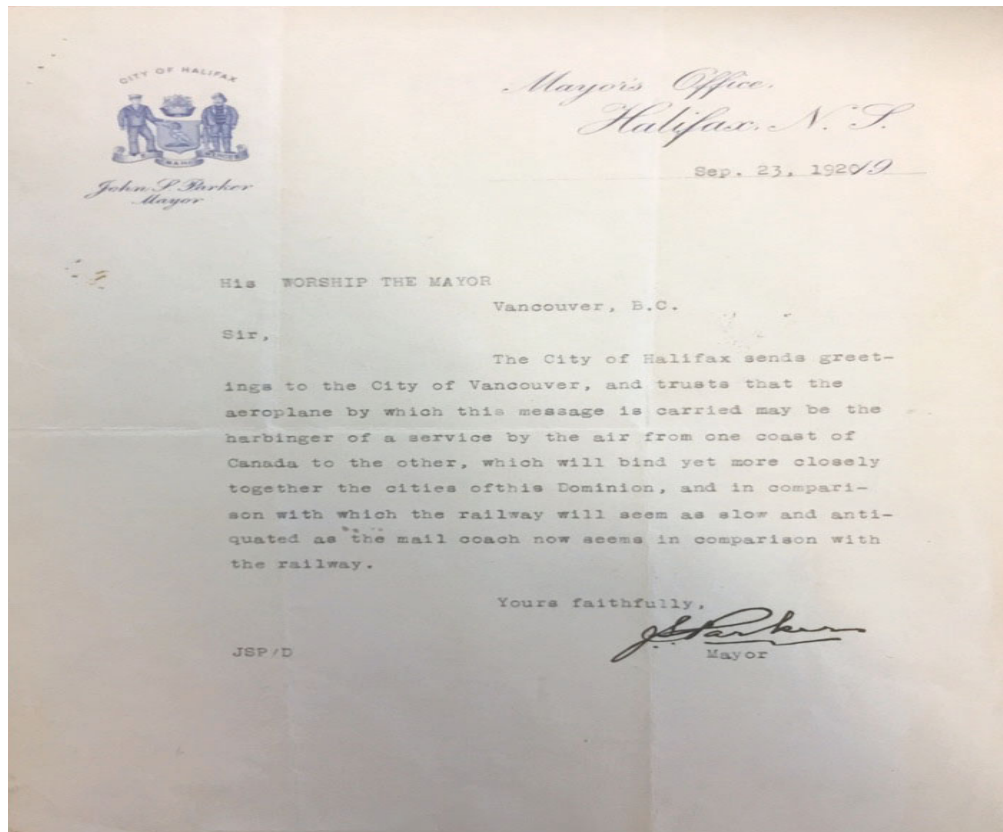 CITY OF HALIFAX
John S. Parker
Mayor
Mayor's Office.
Halifax, N. S.
Sep. 23, 192019
His WORSHIP THE MAYOR
Vancouver, B.C.
Sir,
The City of Halifax sends greet-
ings to the City of Vancouver, and trusts that the
aeroplane by which this message is carried may be the
harbinger of a service by the air from one coast of
Canada to the other, which will bind yet more closely
together the cities ofthis Dominion, and in compari-
son with which the railway will seem as slow and anti-
quated as the mail coach now seems in comparison with
the railway.
Yours faithfully,
J.S. Parker
Mayor
JSP/D